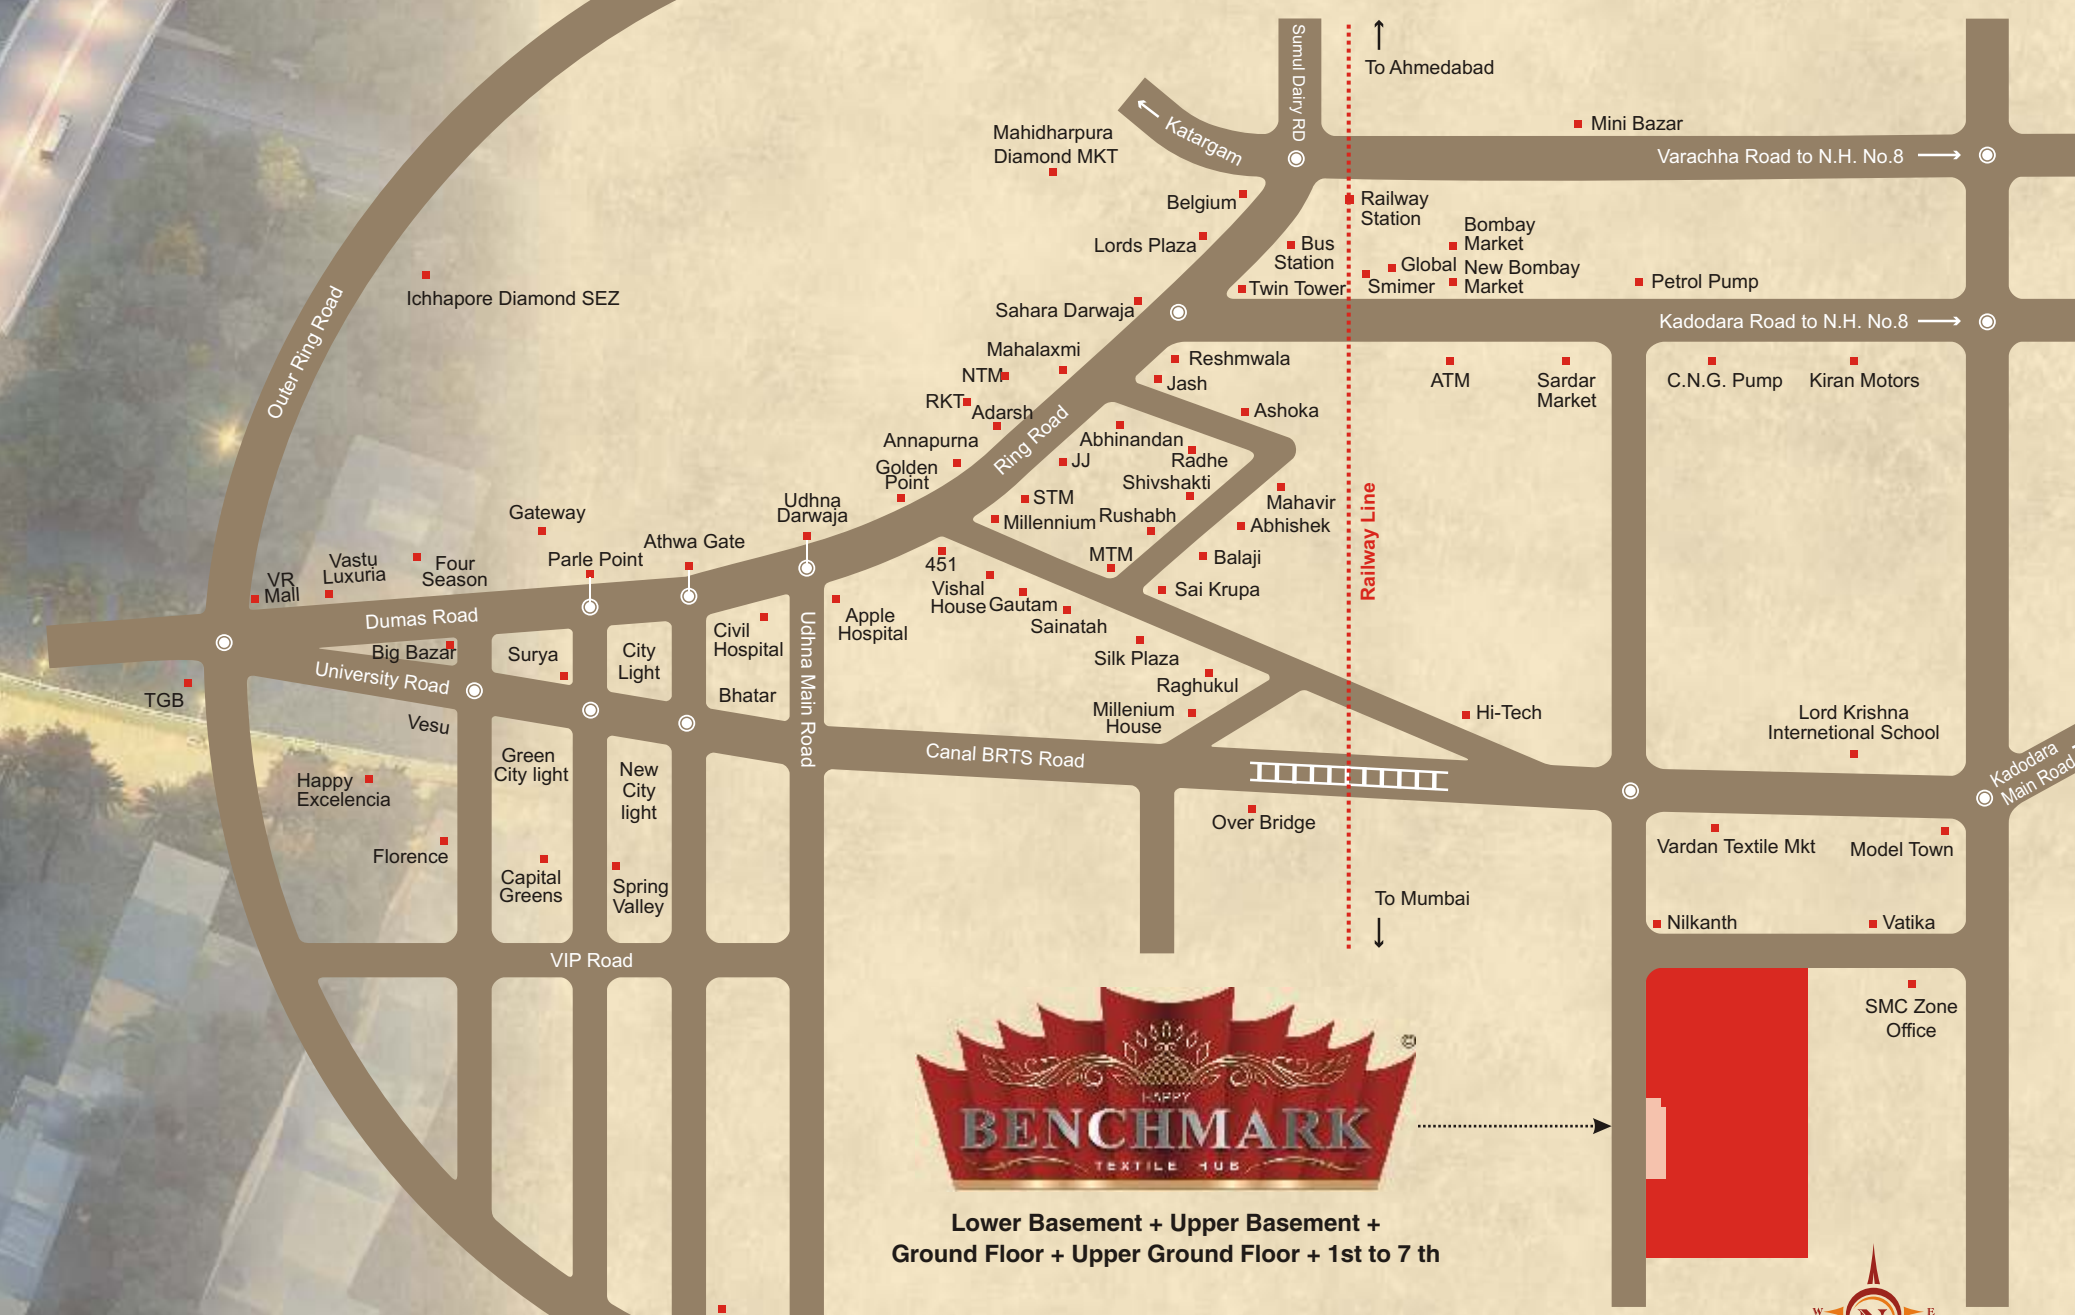 To Ahmedabad
Sumul Dairy RD
Katargam
Mahidharpura
Diamond MKT
Mini Bazar
Varachha Road to N.H. No.8
Belgium
Railway
Station
Lords Plaza
Bus
Station
Bombay
Market
Global
New Bombay
Market
Smimer
Twin Tower
Petrol Pump
Ichhapore Diamond SEZ
Outer Ring Road
Sahara Darwaja
Kadodara Road to N.H. No.8
Mahalaxmi
NTM
RKT
Adarsh
Annapurna
Golden
Point
Ring Road
Reshmwala
Jash
Ashoka
ATM
Sardar
Market
C.N.G. Pump
Kiran Motors
Abhinandan
JJ
Radhe
Shivshakti
STM
Millennium
Rushabh
MTM
Mahavir
Abhishek
Balaji
Sai Krupa
Railway Line
Gateway
Udhna
Darwaja
Athwa Gate
Parle Point
Four
Season
Vastu
Luxuria
VR
Mall
Dumas Road
451
Vishal
House
Gautam
Sainatah
Apple
Hospital
Civil
Hospital
Udhna Main Road
Big Bazar
Surya
City
Light
Bhatar
University Road
TGB
Vesu
Silk Plaza
Raghukul
Millenium
House
Hi-Tech
Lord Krishna
Internetional School
Kadodara
Main Road
Canal BRTS Road
Green
City light
New
City
light
Happy
Excelencia
Florence
Over Bridge
Vardan Textile Mkt
Model Town
Capital
Greens
Spring
Valley
To Mumbai
Nilkanth
Vatika
VIP Road
SMC Zone
Office
HAPPY
BENCHMARK
TEXTILE HUB
Lower Basement + Upper Basement +
Ground Floor + Upper Ground Floor + 1st to 7 th
W
N
E